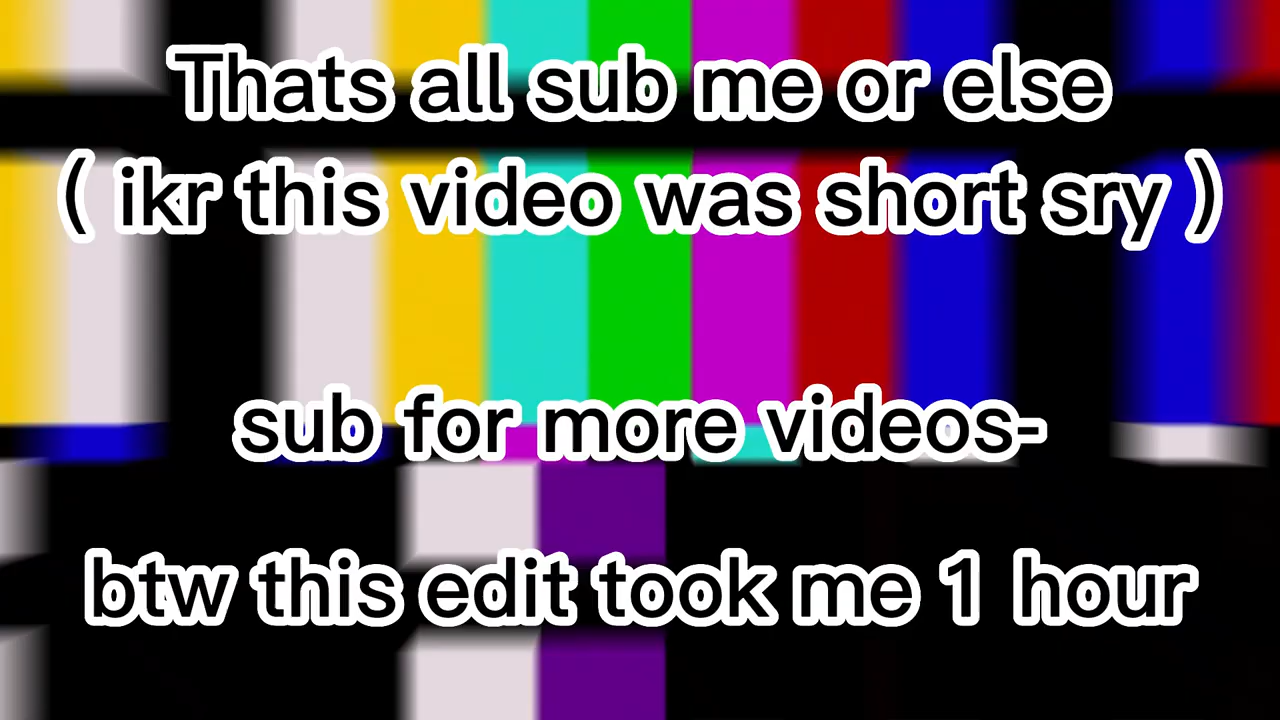 Thats all sub me or else
( ikr this video was short sry )
sub for more videos-
btw this edit took me 1 hour